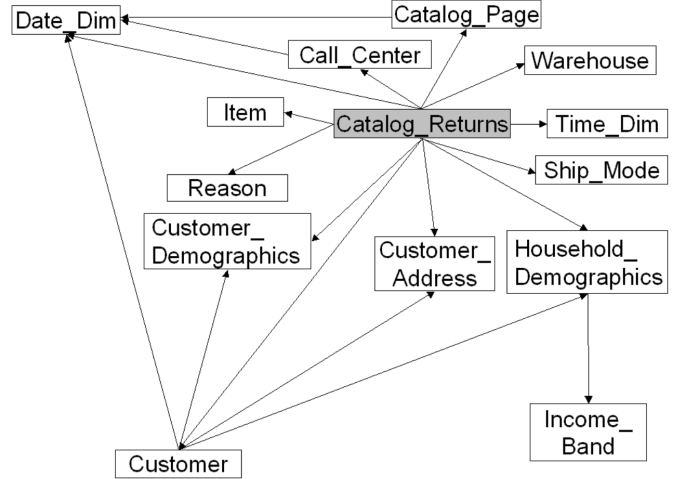 Date_Dim
Catalog_Page
Call_Center
Warehouse
Item
Catalog_Returns
Time_Dim
Ship_Mode
Reason
Customer_
Demographics
Customer_
Address
Household_
Demographics
Income_
Band
Customer